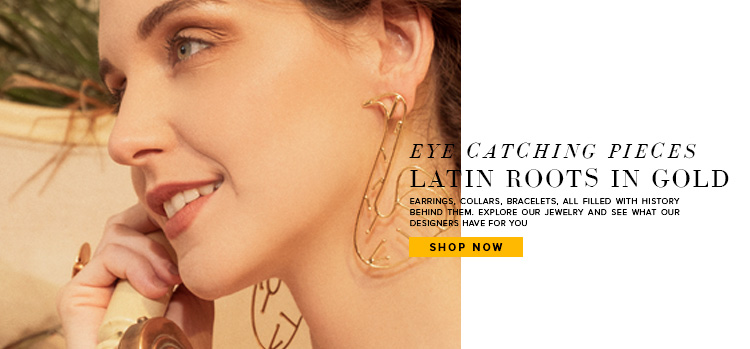 EYE CATCHING PIECES
LATIN ROOTS IN GOLD
EARRINGS, COLLARS, BRACELETS, ALL FILLED WITH HISTORY
BEHIND THEM. EXPLORE OUR JEWELRY AND SEE WHAT OUR
DESIGNERS HAVE FOR YOU
SHOP NOW